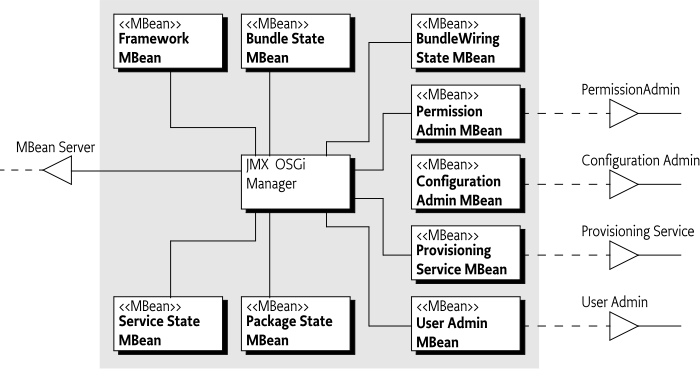 <<MBean>>
Framework
MBean
<<MBean>>
Bundle State
MBean
<<MBean>>
BundleWiring
State MBean
<<MBean>>
Permission
Admin MBean
PermissionAdmin
MBean Server
JMX OSGi
Manager
<<MBean>>
Configuration
Admin MBean
Configuration Admin
<<MBean>>
Provisioning
Service MBean
Provisioning Service
<<MBean>>
Service State
MBean
<<MBean>>
Package State
MBean
<<MBean>>
User Admin
MBean
User Admin